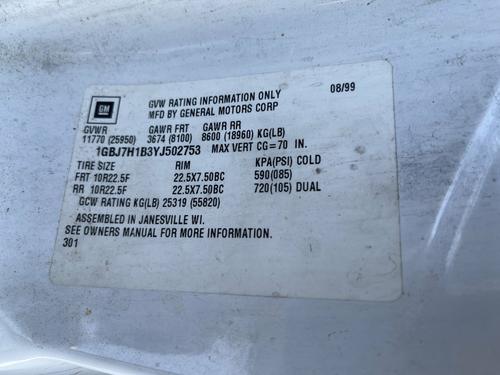 GM
GVW RATING INFORMATION ONLY 08/99
MFD BY GENERAL MOTORS CORP
GVWR GAWR FRT GAWR RR
11770 (25950) 3674 (8100) 8600 (18960) KG(LB)
1GBJ7H1B3YJ502753 MAX VERT CG=70 IN.
TIRE SIZE RIM KPA(PSI) COLD
FRT 10R22.5F 22.5X7.50BC 590(085)
RR 10R22.5F 22.5X7.50BC 720(105) DUAL
GCW RATING KG(LB) 25319 (55820)
ASSEMBLED IN JANESVILLE WI.
SEE OWNERS MANUAL FOR MORE INFORMATION.
301